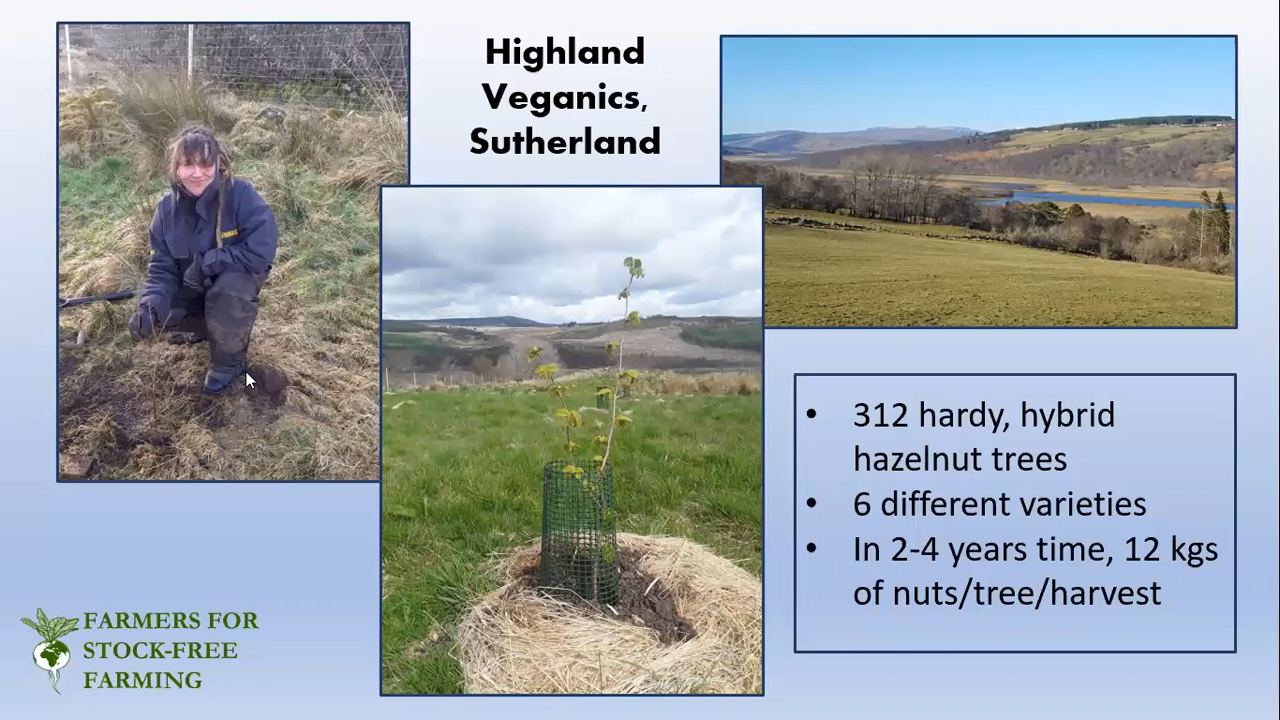 Highland
Veganics,
Sutherland
• 312 hardy, hybrid
hazelnut trees
• 6 different varieties
• In 2-4 years time, 12 kgs
of nuts/tree/harvest
FARMERS FOR
STOCK-FREE
FARMING